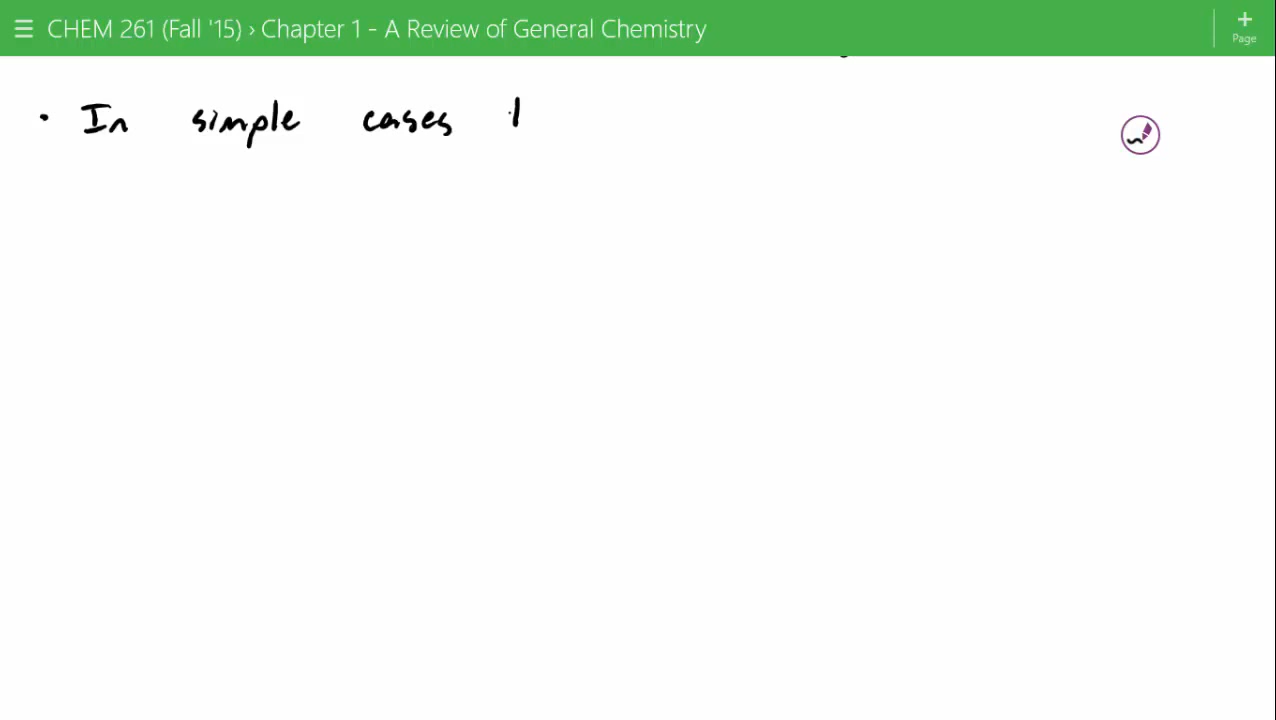 CHEM 261 (Fall '15) › Chapter 1 - A Review of General Chemistry
Page
• In simple cases